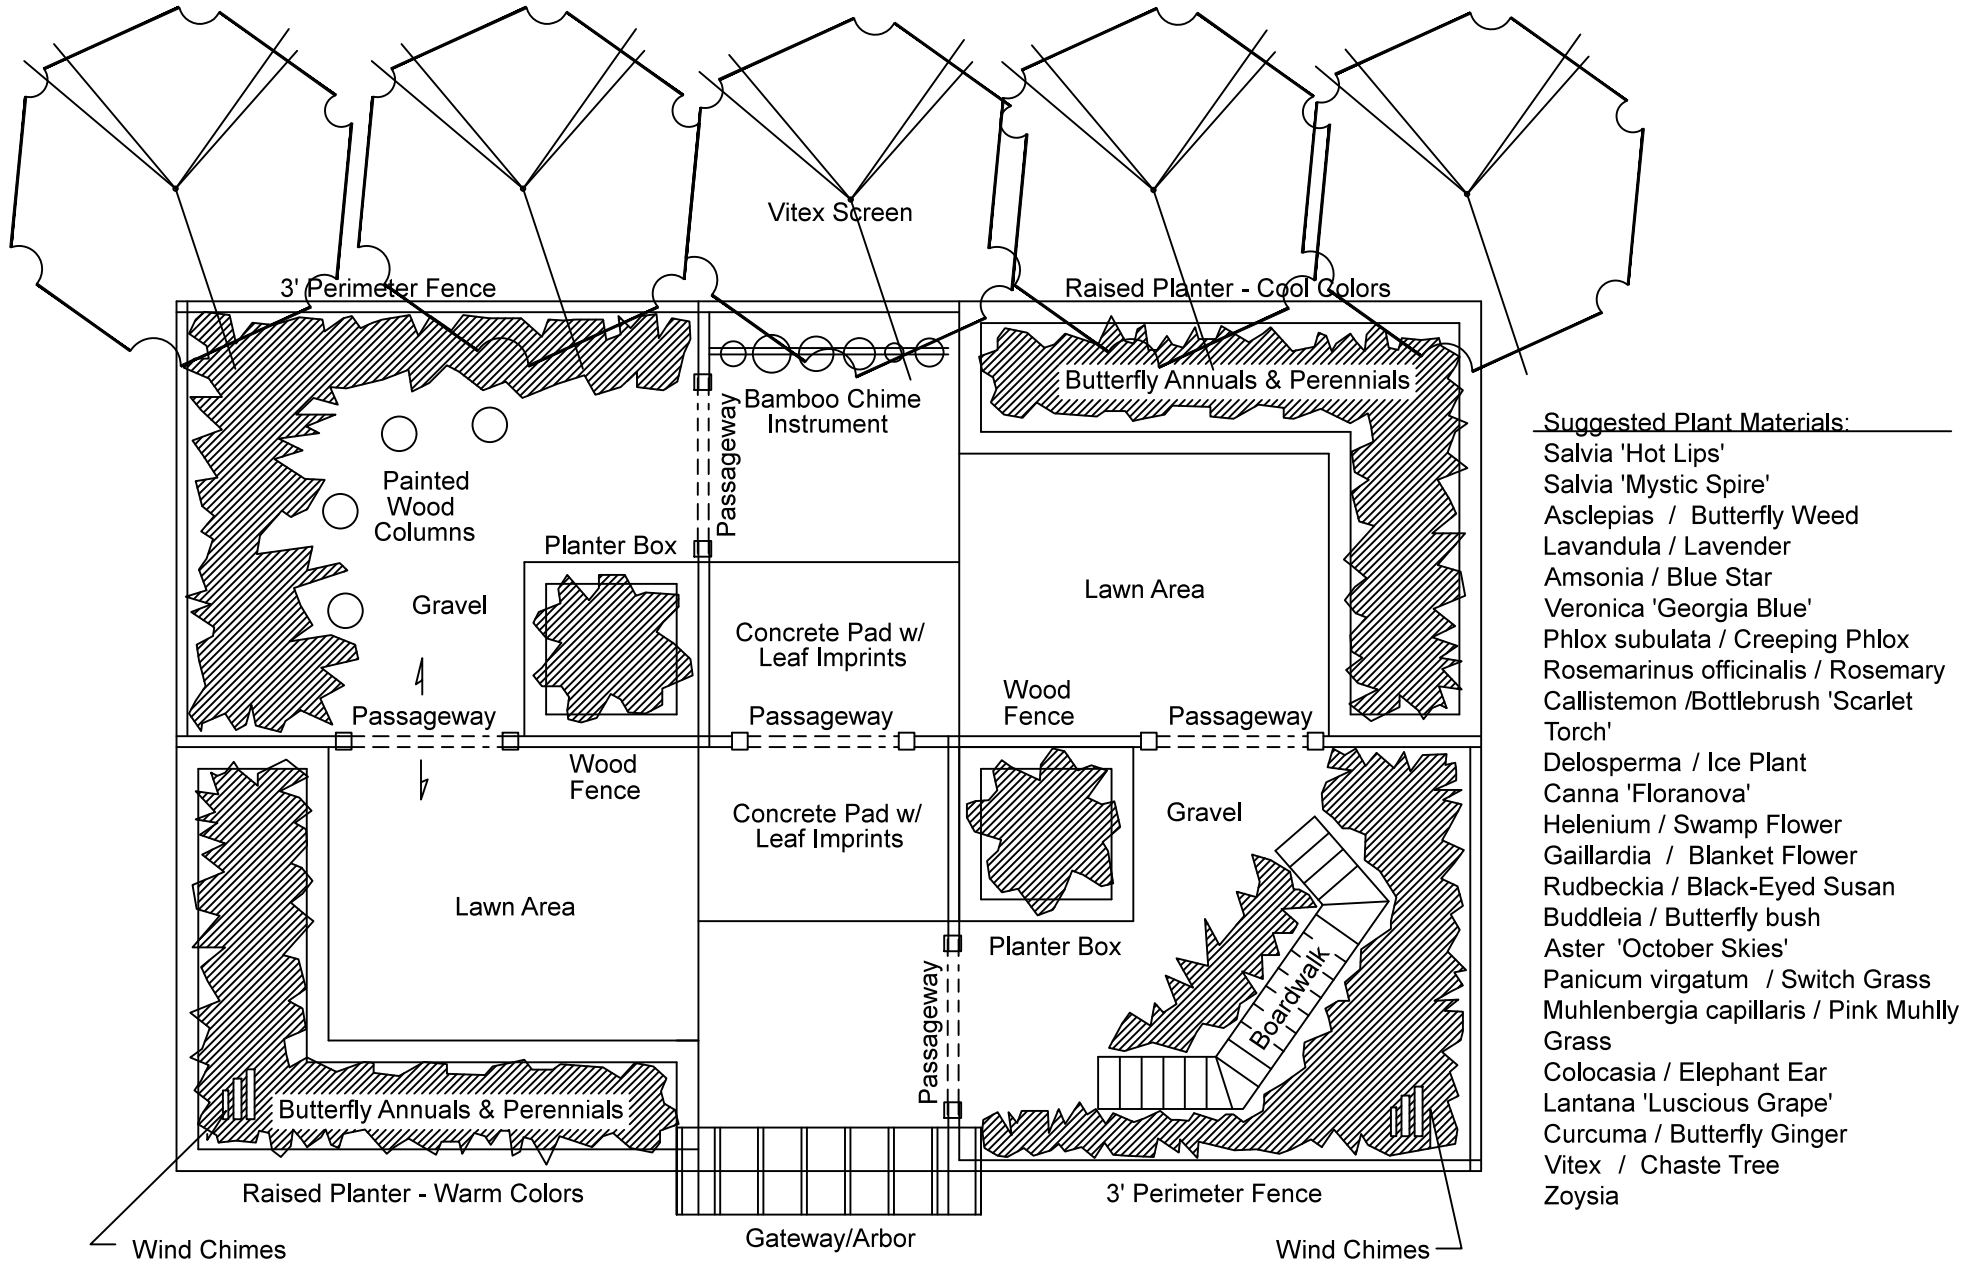 Vitex Screen
3' Perimeter Fence
Raised Planter - Cool Colors
Butterfly Annuals & Perennials
Bamboo Chime
Instrument
Passageway
Painted
Wood
Columns
Planter Box
Gravel
Lawn Area
Concrete Pad w/
Leaf Imprints
Wood
Fence
Passageway
Passageway
Passageway
Wood
Fence
Concrete Pad w/
Leaf Imprints
Gravel
Lawn Area
Planter Box
Passageway
Boardwalk
Butterfly Annuals & Perennials
Raised Planter - Warm Colors
3' Perimeter Fence
Gateway/Arbor
Wind Chimes
Wind Chimes
Suggested Plant Materials:
Salvia 'Hot Lips'
Salvia 'Mystic Spire'
Asclepias / Butterfly Weed
Lavandula / Lavender
Amsonia / Blue Star
Veronica 'Georgia Blue'
Phlox subulata / Creeping Phlox
Rosemarinus officinalis / Rosemary
Callistemon /Bottlebrush 'Scarlet
Torch'
Delosperma / Ice Plant
Canna 'Floranova'
Helenium / Swamp Flower
Gaillardia / Blanket Flower
Rudbeckia / Black-Eyed Susan
Buddleia / Butterfly bush
Aster 'October Skies'
Panicum virgatum / Switch Grass
Muhlenbergia capillaris / Pink Muhlly
Grass
Colocasia / Elephant Ear
Lantana 'Luscious Grape'
Curcuma / Butterfly Ginger
Vitex / Chaste Tree
Zoysia